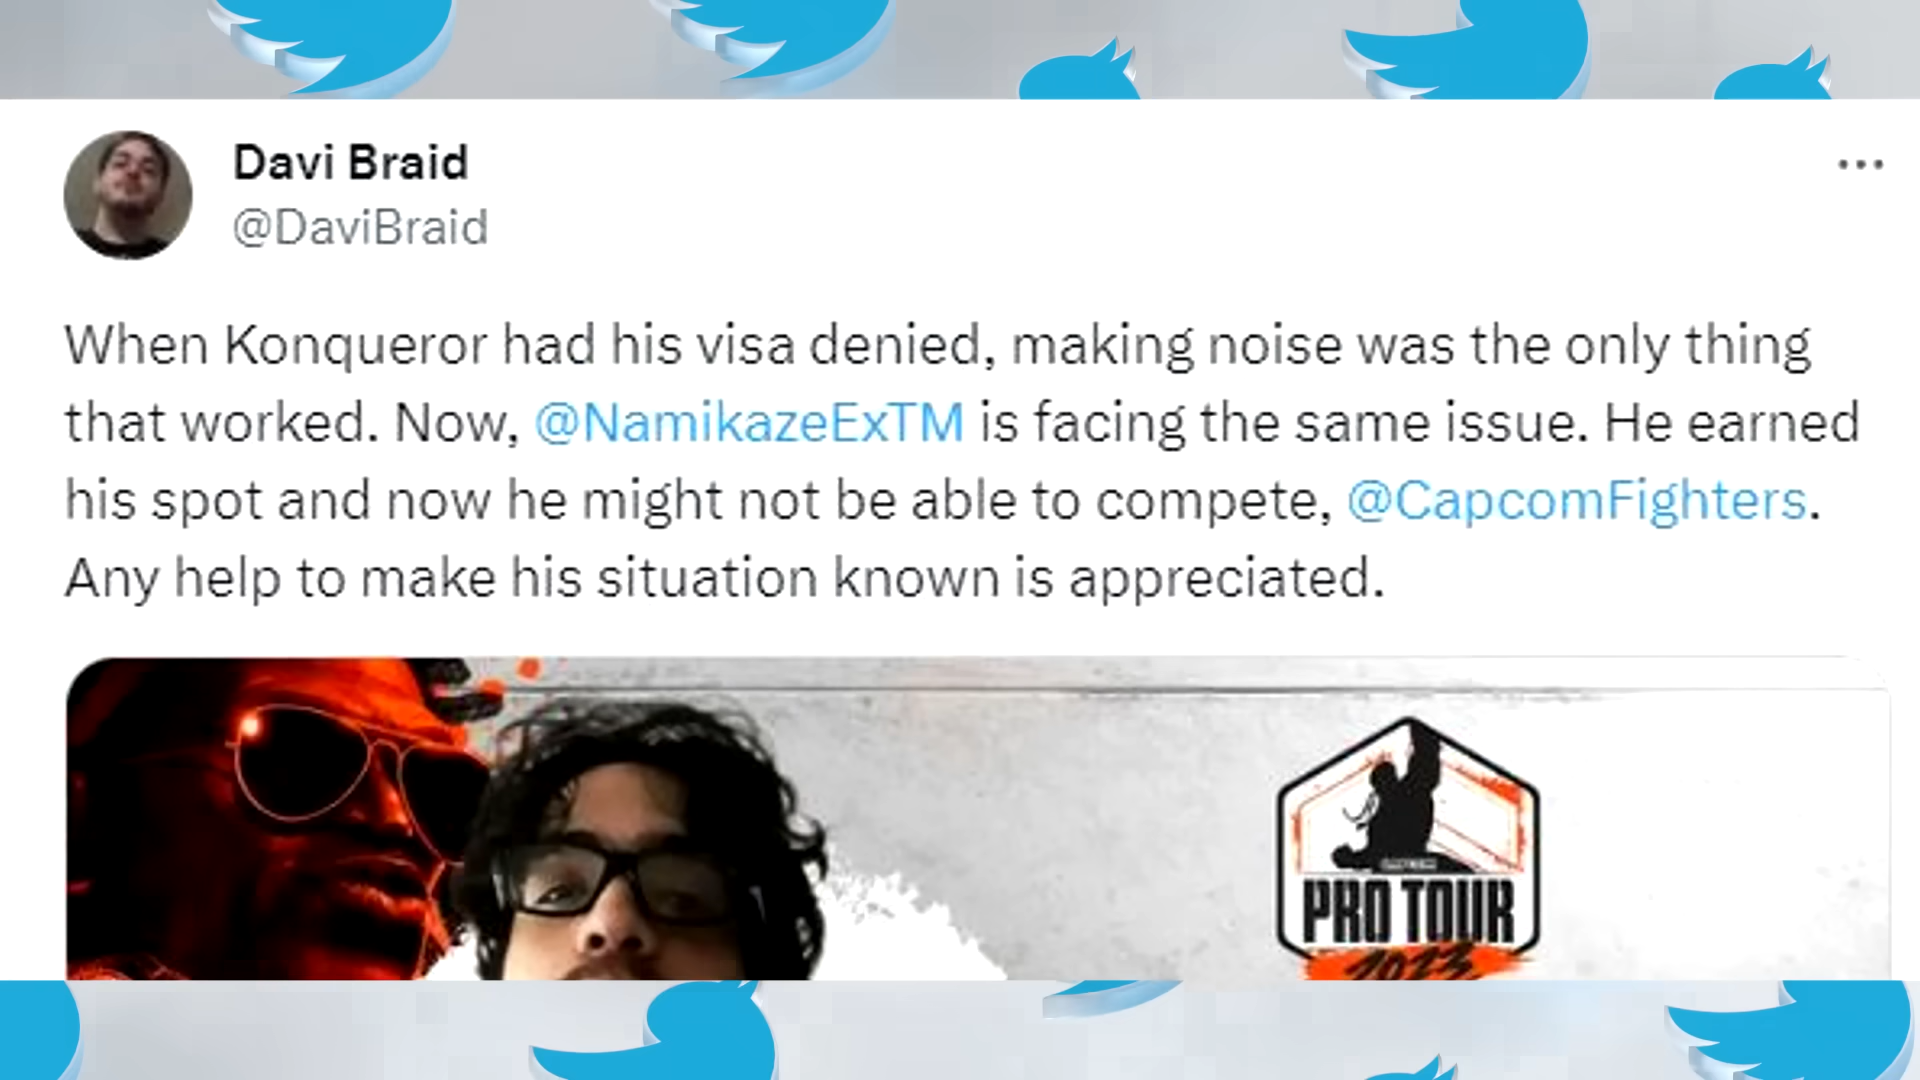 Davi Braid
@DaviBraid
When Konqueror had his visa denied, making noise was the only thing
that worked. Now, @NamikazeExTM is facing the same issue. He earned
his spot and now he might not be able to compete, @CapcomFighters.
Any help to make his situation known is appreciated.
PRO TOUR
2023